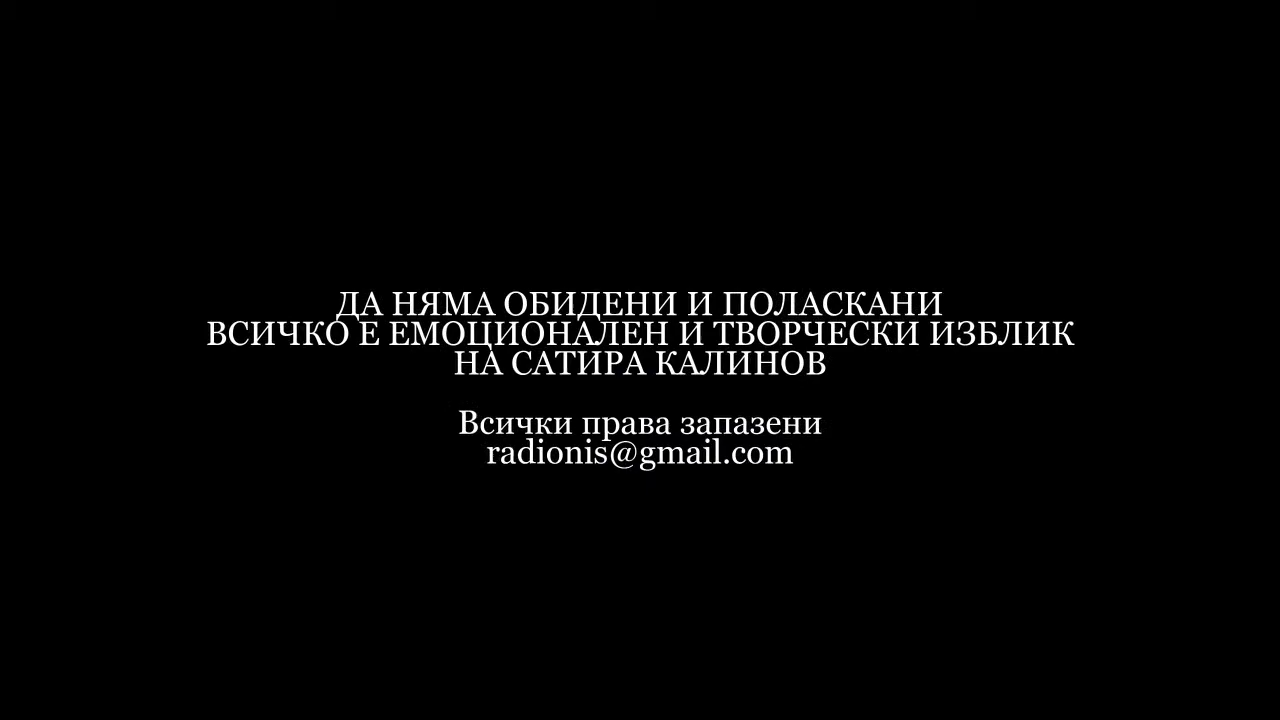 ДА НЯМА ОБИДЕНИ И ПОЛАСКАНИ
ВСИЧКО Е ЕМОЦИОНАЛЕН И ТВОРЧЕСКИ ИЗБЛИК
НА САТИРА КАЛИНОВ
Всички права запазени
radionis@gmail.com